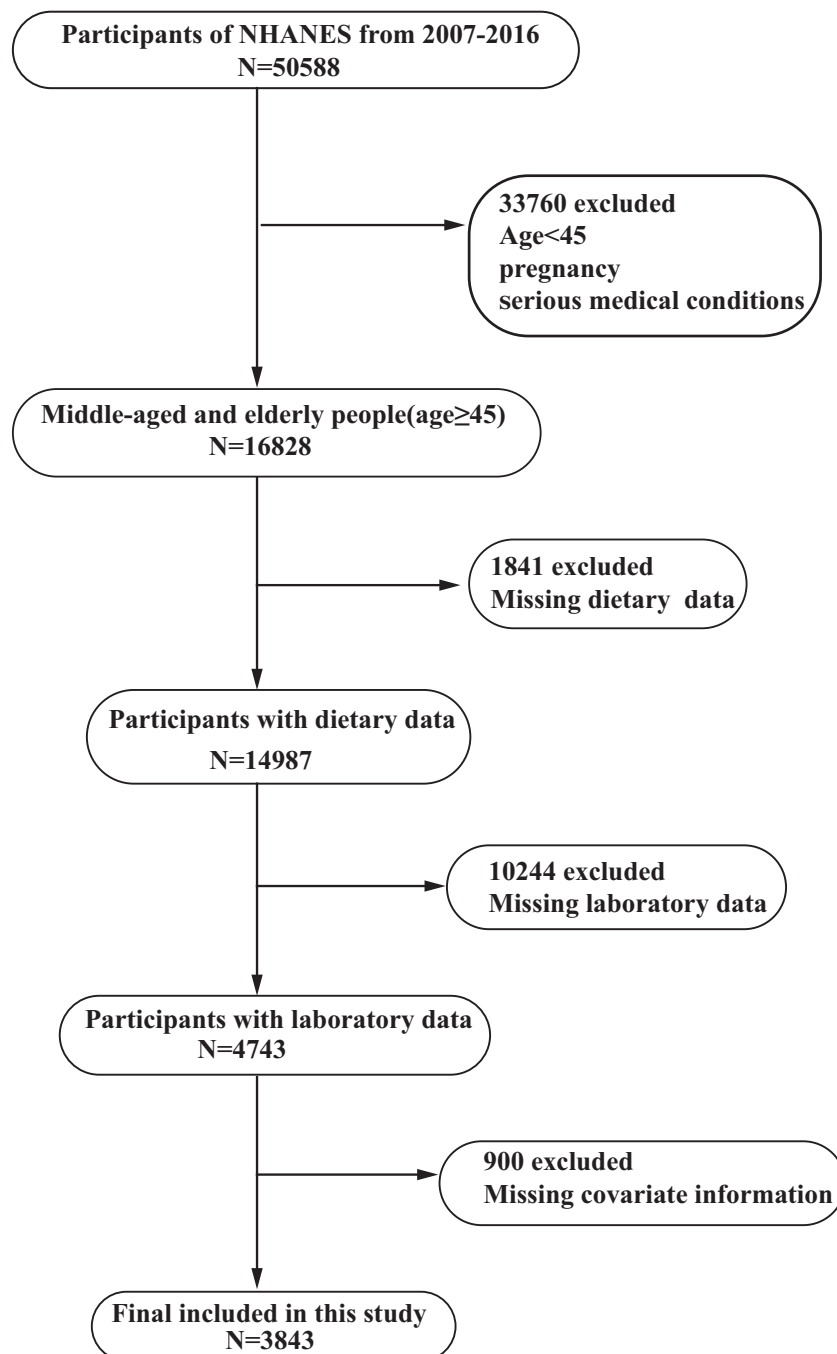 Participants of NHANES from 2007-2016
N=50588
33760 excluded
Age<45
pregnancy
serious medical conditions
Middle-aged and elderly people(age≥45)
N=16828
1841 excluded
Missing dietary data
Participants with dietary data
N=14987
10244 excluded
Missing laboratory data
Participants with laboratory data
N=4743
900 excluded
Missing covariate information
Final included in this study
N=3843